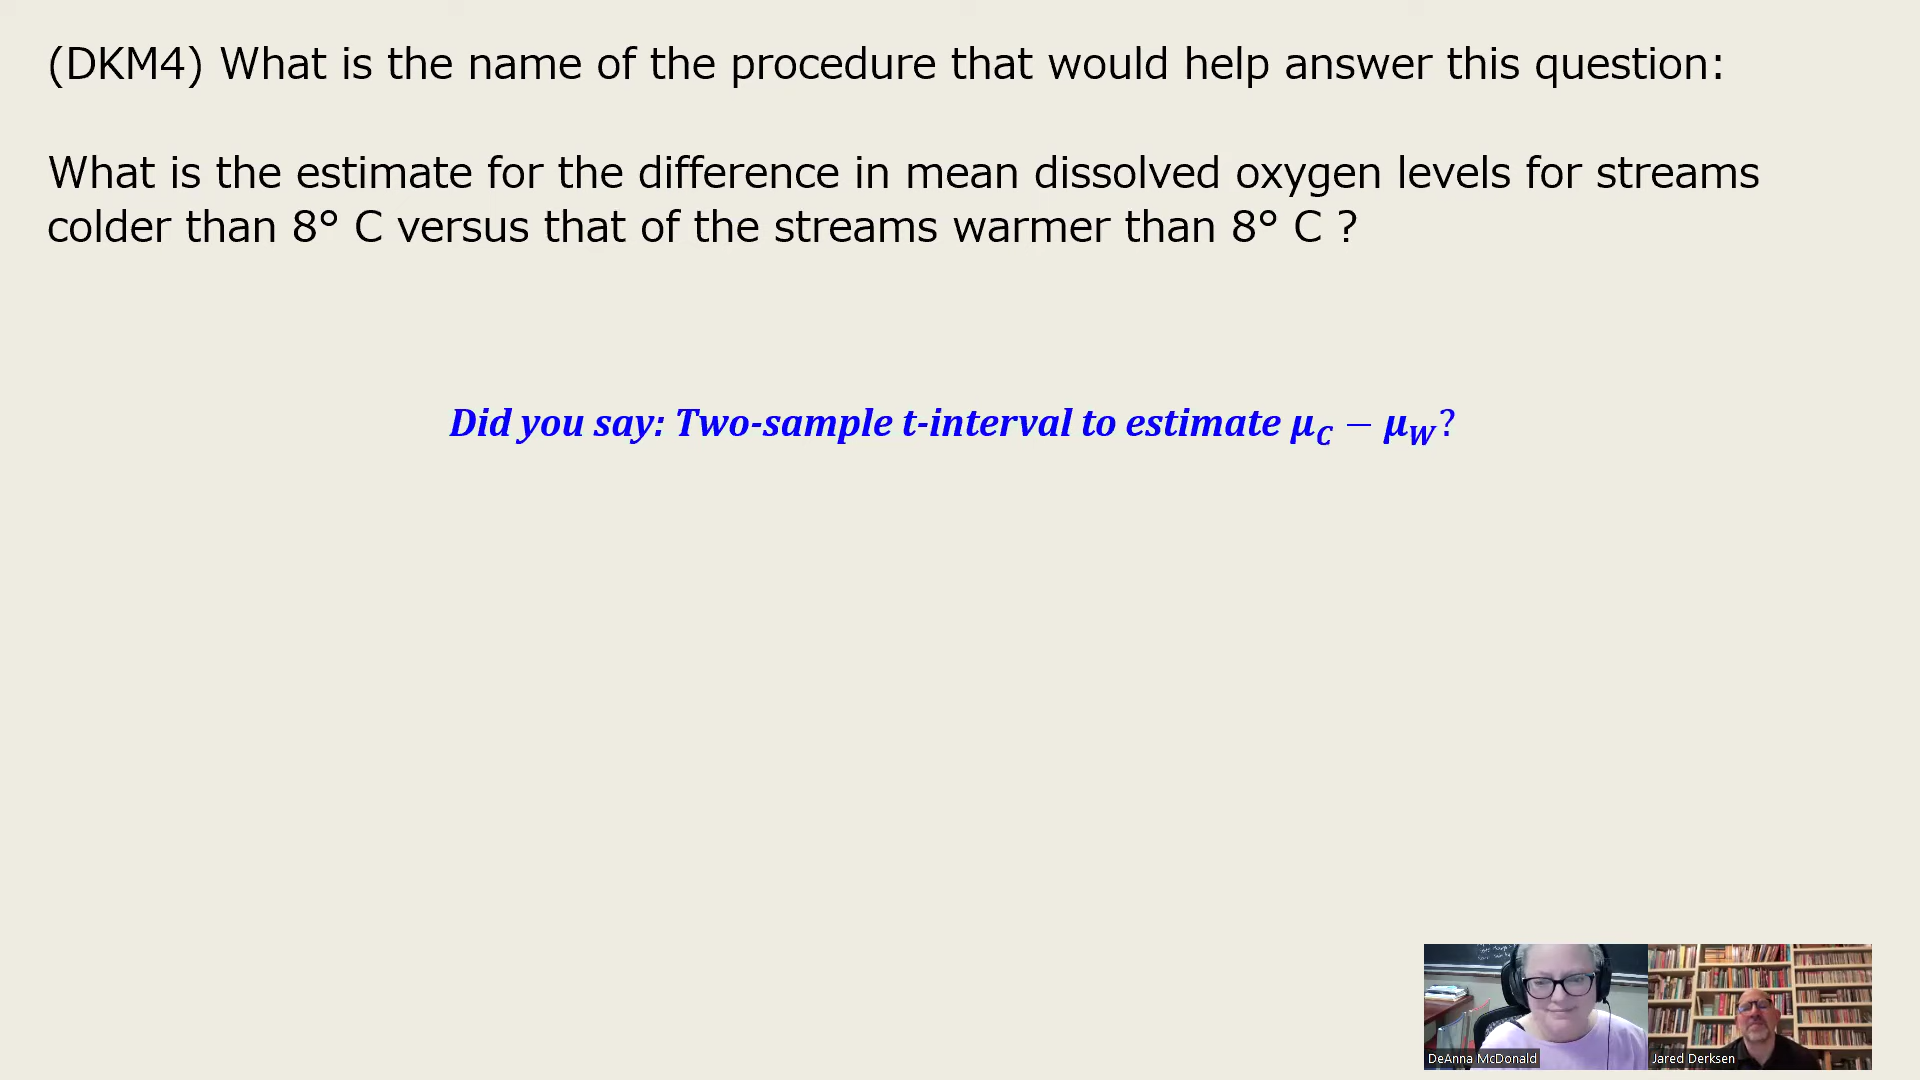 (DKM4) What is the name of the procedure that would help answer this question:
What is the estimate for the difference in mean dissolved oxygen levels for streams
colder than 8° C versus that of the streams warmer than 8° C ?
Did you say: Two-sample t-interval to estimate μ_C − μ_W?
DeAnna McDonald
Jared Derksen